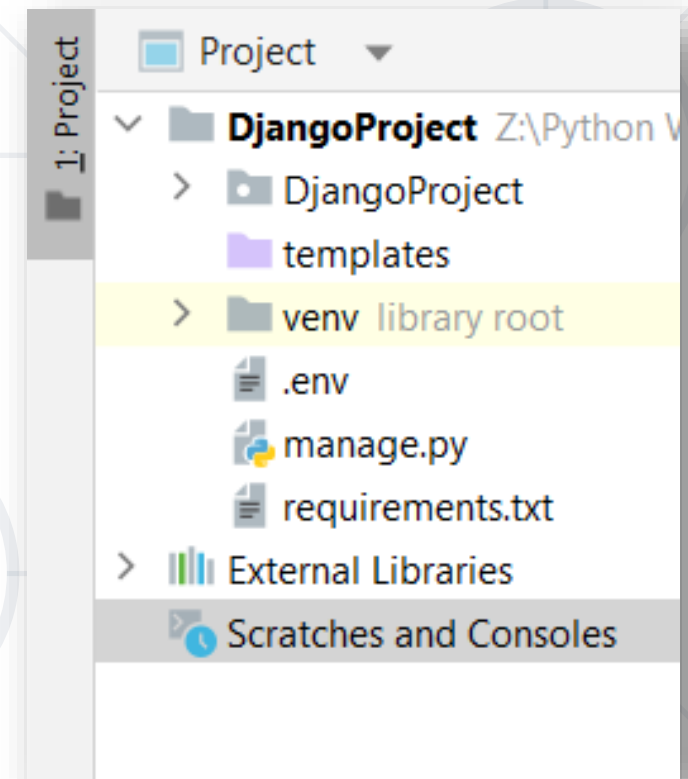 1: Project
Project
DjangoProject Z:\Python
DjangoProject
templates
venv library root
.env
manage.py
requirements.txt
External Libraries
Scratches and Consoles